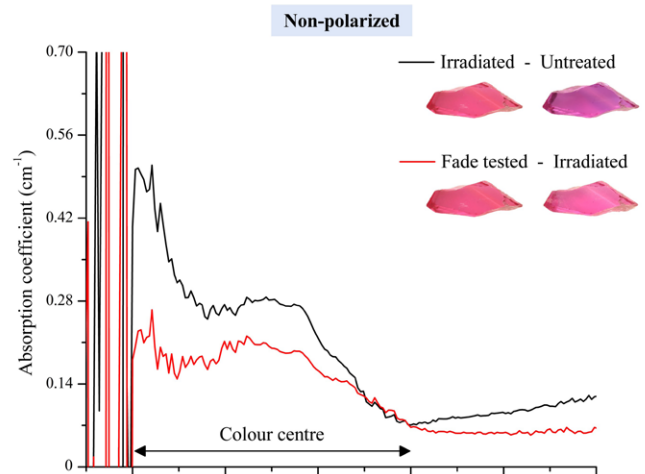 Non-polarized
Irradiated - Untreated
Fade tested - Irradiated
Absorption coefficient (cm⁻¹)
0.70
0.56
0.42
0.28
0.14
0
Colour centre